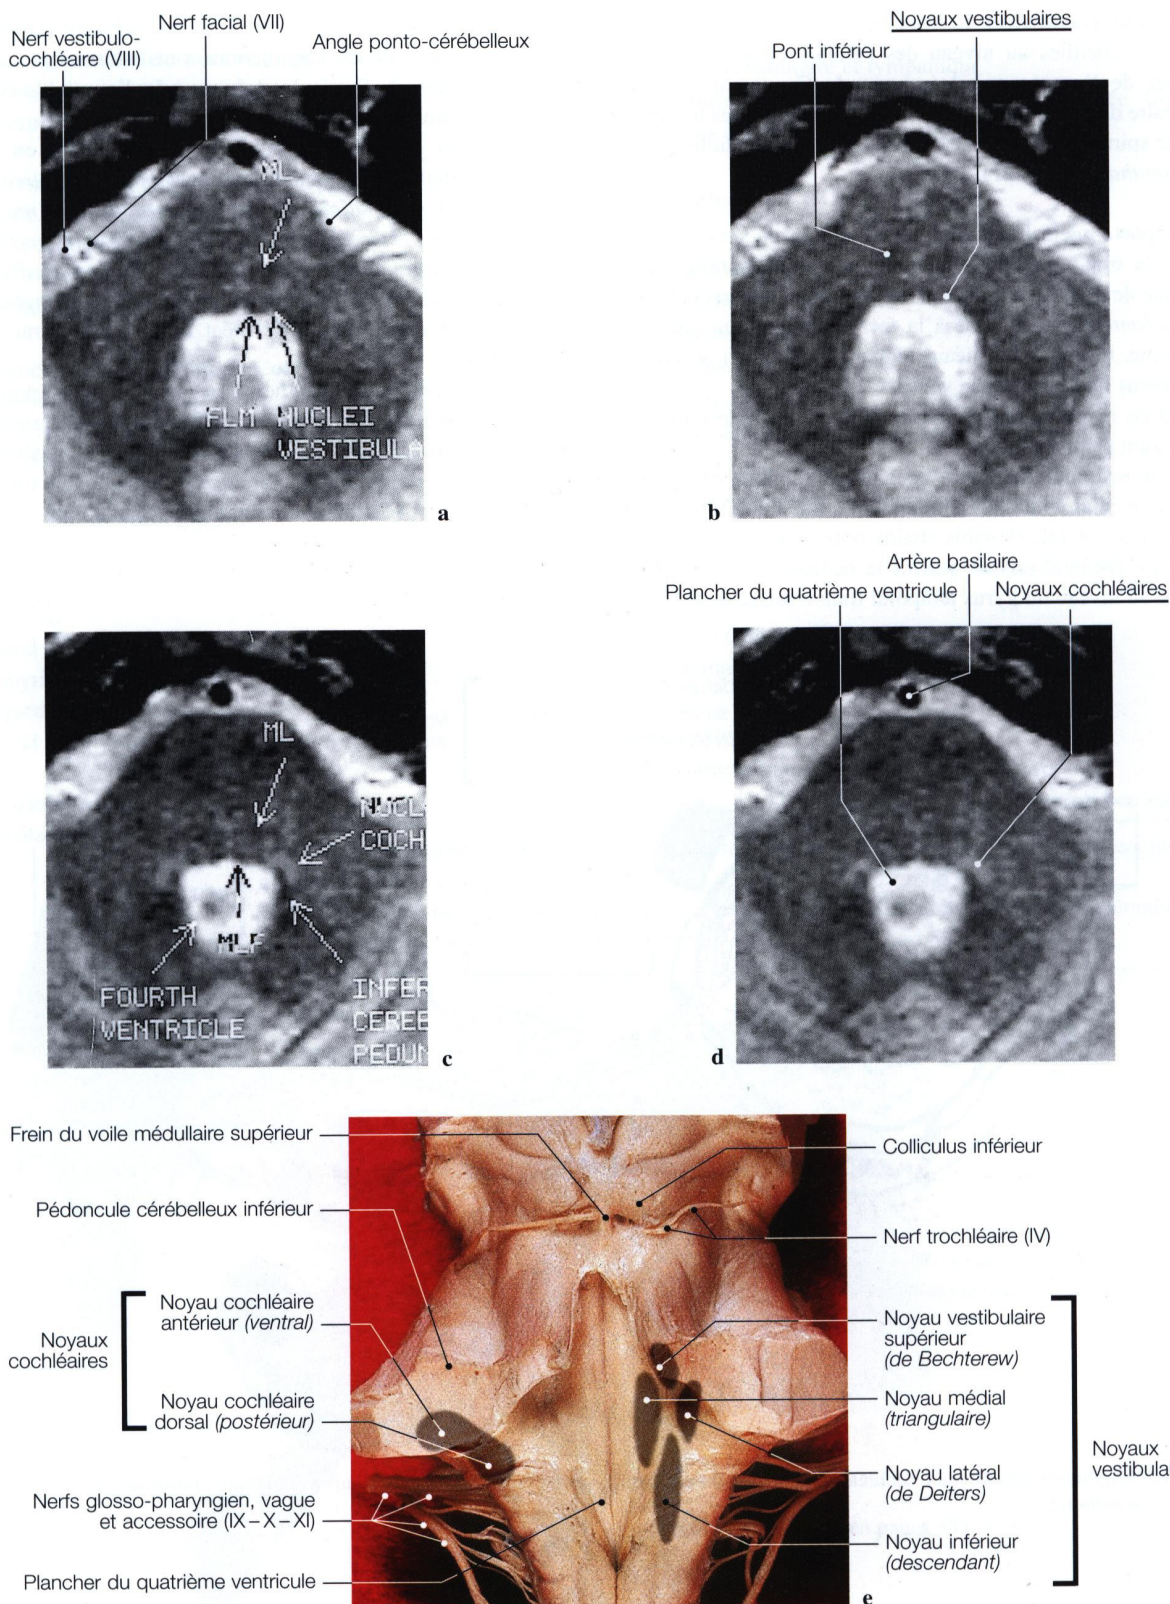 Nerf facial (VII)
Nerf vestibulo-
cochléaire (VIII)
Angle ponto-cérébelleux
ML
FLM NUCLEI
VESTIBULA
a
Noyaux vestibulaires
Pont inférieur
b
ML
NUCL
COCH
MLF
FOURTH
VENTRICLE
INFER
CEREB
PEDUN
c
Artère basilaire
Plancher du quatrième ventricule
Noyaux cochléaires
d
Frein du voile médullaire supérieur
Pédoncule cérébelleux inférieur
Noyaux
cochléaires
Noyau cochléaire
antérieur (ventral)
Noyau cochléaire
dorsal (postérieur)
Nerfs glosso-pharyngien, vague
et accessoire (IX–X–XI)
Plancher du quatrième ventricule
Colliculus inférieur
Nerf trochléaire (IV)
Noyau vestibulaire
supérieur
(de Bechterew)
Noyau médial
(triangulaire)
Noyau latéral
(de Deiters)
Noyau inférieur
(descendant)
Noyaux
vestibula
e